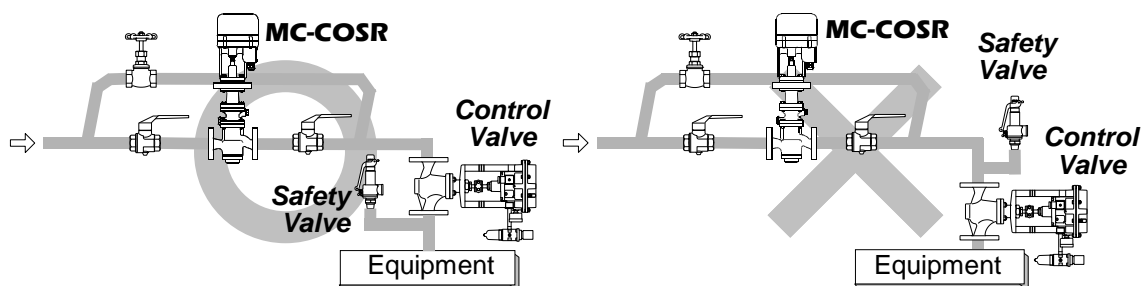 MC-COSR
Control
Valve
Safety
Valve
Equipment
MC-COSR
Safety
Valve
Control
Valve
Equipment